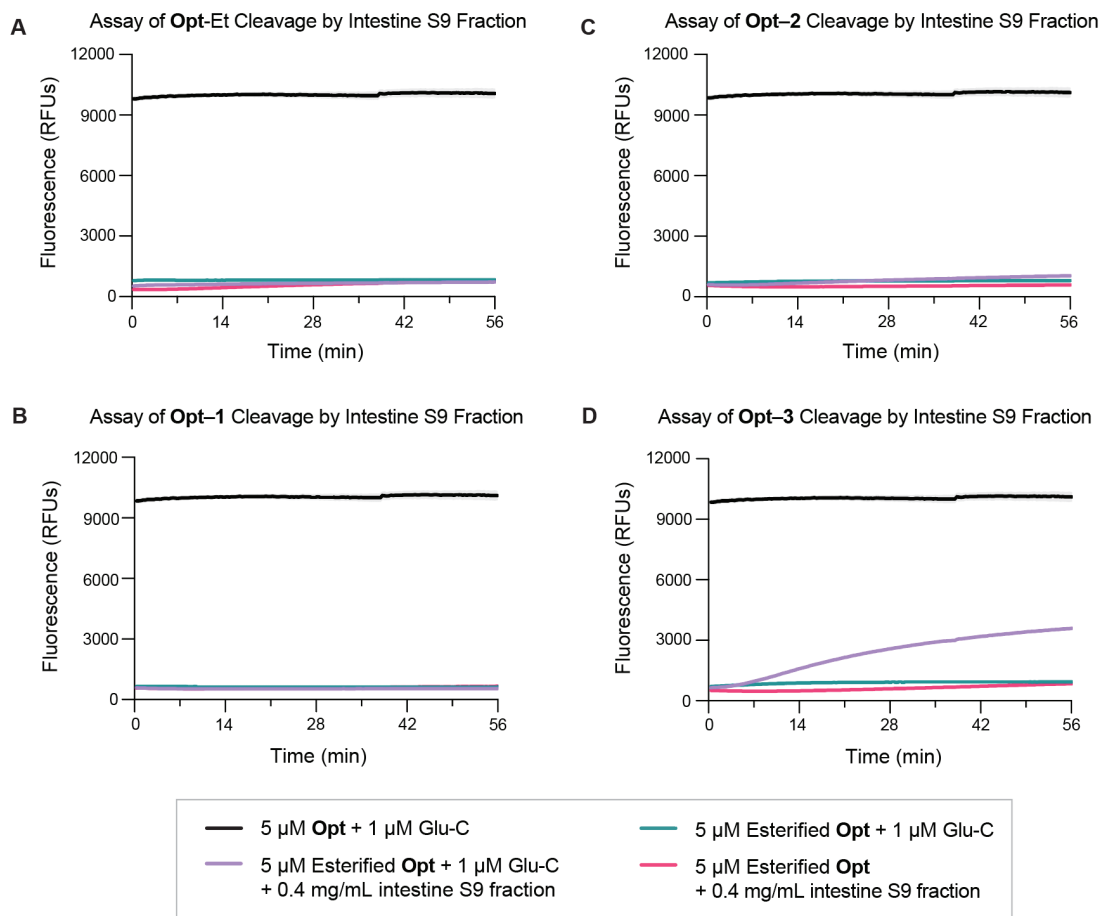 A
Assay of Opt-Et Cleavage by Intestine S9 Fraction
12000
9000
6000
3000
0
Fluorescence (RFUs)
0 14 28 42 56
Time (min)
C
Assay of Opt–2 Cleavage by Intestine S9 Fraction
12000
9000
6000
3000
0
Fluorescence (RFUs)
0 14 28 42 56
Time (min)
B
Assay of Opt–1 Cleavage by Intestine S9 Fraction
12000
9000
6000
3000
0
Fluorescence (RFUs)
0 14 28 42 56
Time (min)
D
Assay of Opt–3 Cleavage by Intestine S9 Fraction
12000
9000
6000
3000
0
Fluorescence (RFUs)
0 14 28 42 56
Time (min)
5 µM Opt + 1 µM Glu-C
5 µM Esterified Opt + 1 µM Glu-C
+ 0.4 mg/mL intestine S9 fraction
5 µM Esterified Opt + 1 µM Glu-C
5 µM Esterified Opt
+ 0.4 mg/mL intestine S9 fraction